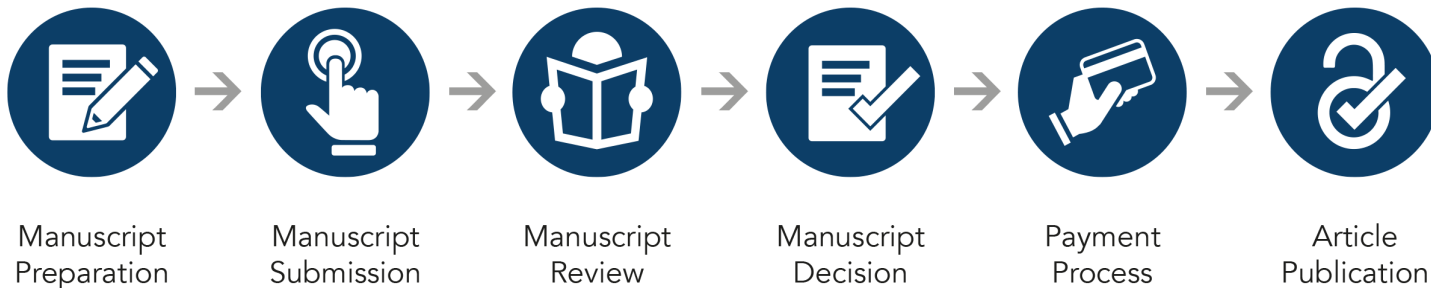 Manuscript
Preparation
Manuscript
Submission
Manuscript
Review
Manuscript
Decision
Payment
Process
Article
Publication